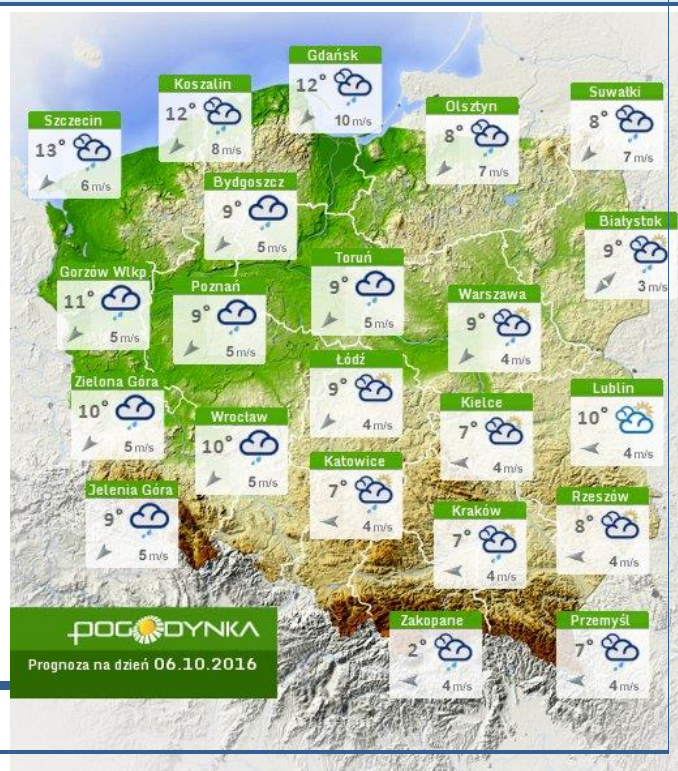 Gdańsk
12°
10 m/s
Koszalin
12°
8 m/s
Suwałki
8°
7 m/s
Olsztyn
8°
7 m/s
Szczecin
13°
6 m/s
Bydgoszcz
9°
5 m/s
Białystok
9°
3 m/s
Toruń
9°
5 m/s
Gorzów Wlkp
11°
5 m/s
Poznań
9°
5 m/s
Warszawa
9°
4 m/s
Łódź
9°
4 m/s
Zielona Góra
10°
5 m/s
Lublin
10°
4 m/s
Kielce
7°
4 m/s
Wrocław
10°
5 m/s
Katowice
7°
4 m/s
Jelenia Góra
9°
5 m/s
Rzeszów
8°
4 m/s
Kraków
7°
4 m/s
Zakopane
2°
4 m/s
Przemyśl
7°
4 m/s
POGODYNKA
Prognoza na dzień 06.10.2016